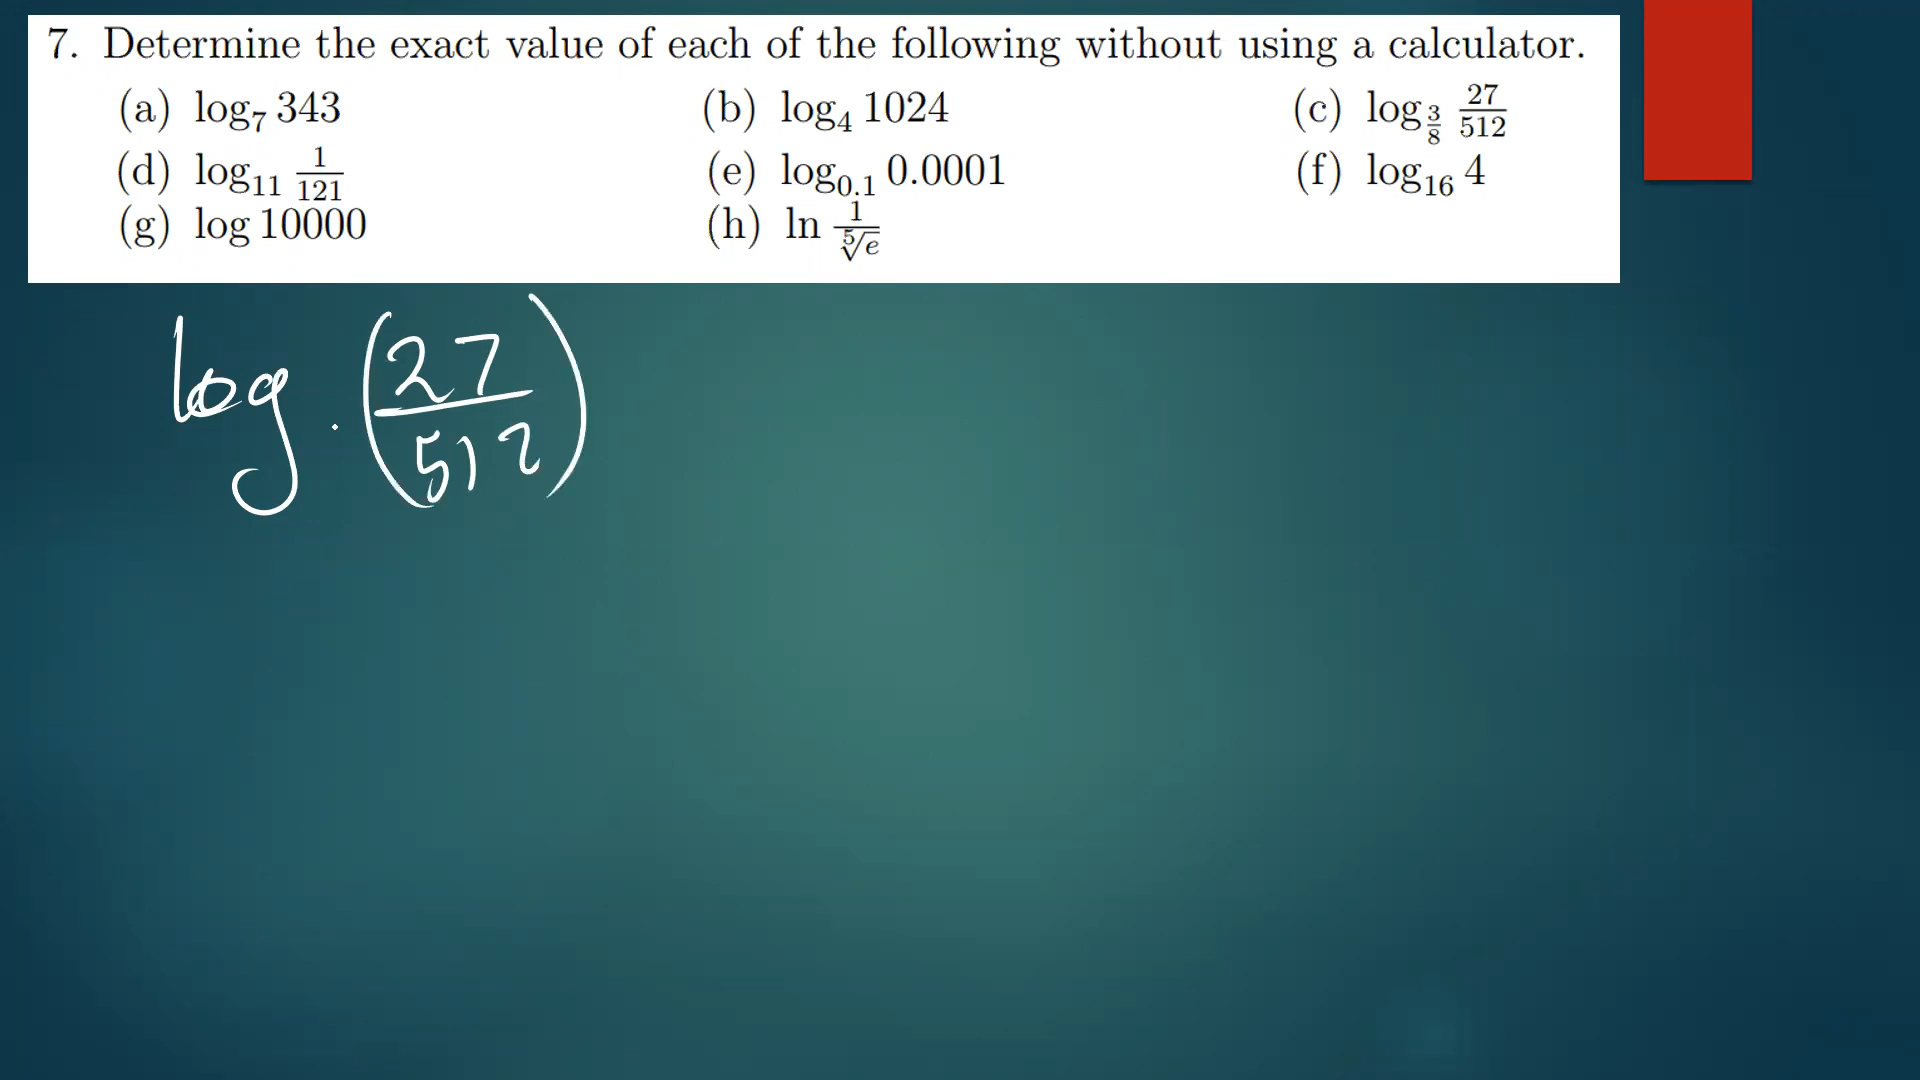 7. Determine the exact value of each of the following without using a calculator.
(a) log₇ 343 (b) log₄ 1024 (c) log_{3/8} 27/512
(d) log₁₁ 1/121 (e) log₀.₁ 0.0001 (f) log₁₆ 4
(g) log 10000 (h) ln 1/⁵√e
log . (27/512)